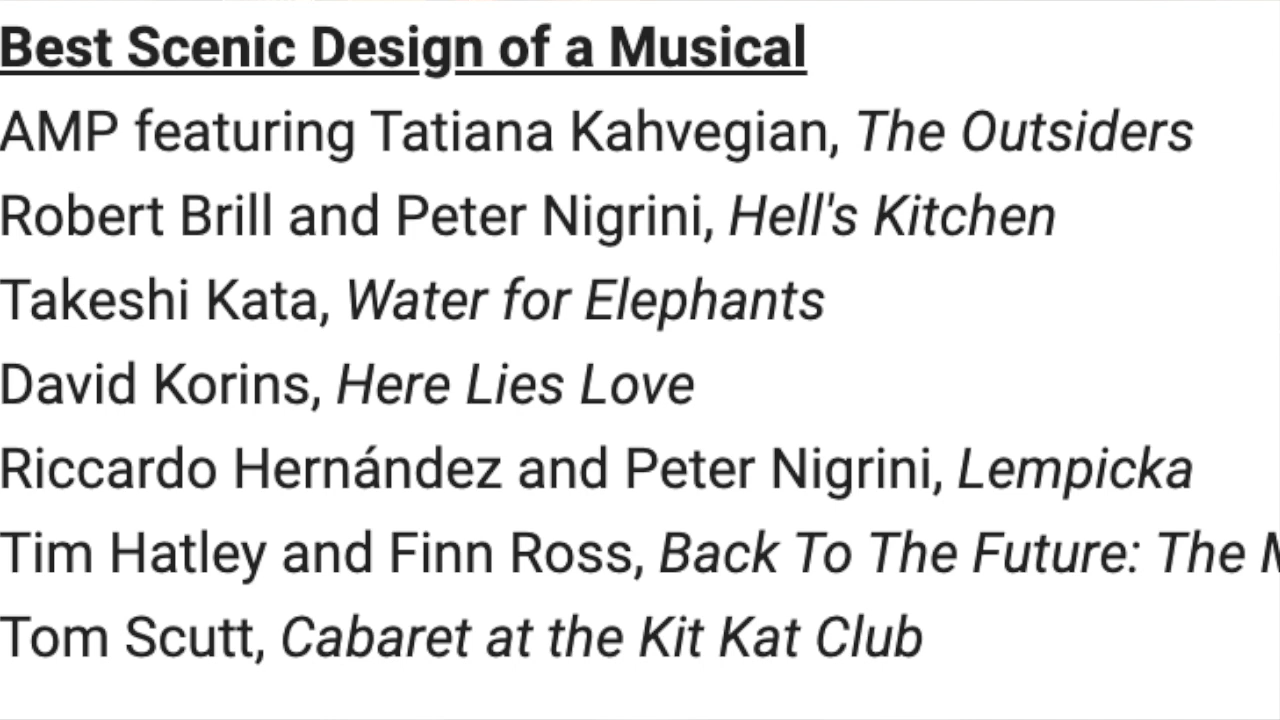 Best Scenic Design of a Musical
AMP featuring Tatiana Kahvegian, The Outsiders
Robert Brill and Peter Nigrini, Hell's Kitchen
Takeshi Kata, Water for Elephants
David Korins, Here Lies Love
Riccardo Hernández and Peter Nigrini, Lempicka
Tim Hatley and Finn Ross, Back To The Future: The
Tom Scutt, Cabaret at the Kit Kat Club